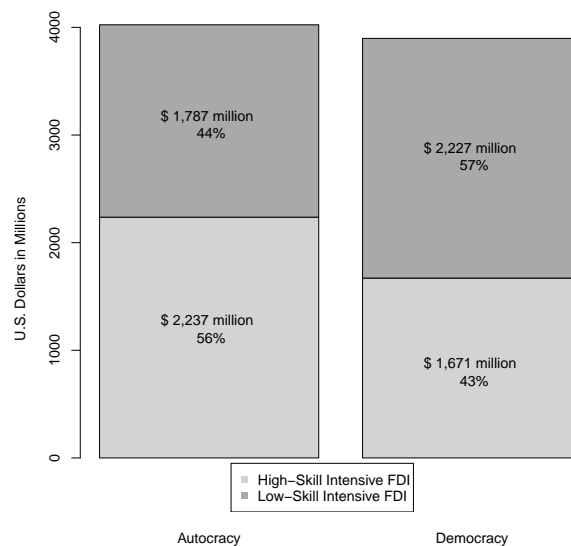 4000
3000
2000
1000
0
U.S. Dollars in Millions
$ 1,787 million
44%
$ 2,237 million
56%
$ 2,227 million
57%
$ 1,671 million
43%
High−Skill Intensive FDI
Low−Skill Intensive FDI
Autocracy
Democracy